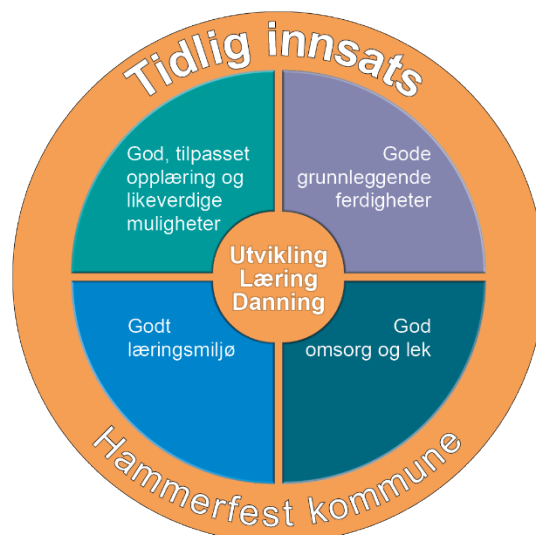 Tidlig innsats
God, tilpasset
opplæring og
likeverdige
muligheter
Gode
grunnleggende
ferdigheter
Utvikling
Læring
Danning
Godt
læringsmiljø
God
omsorg og lek
Hammerfest kommune